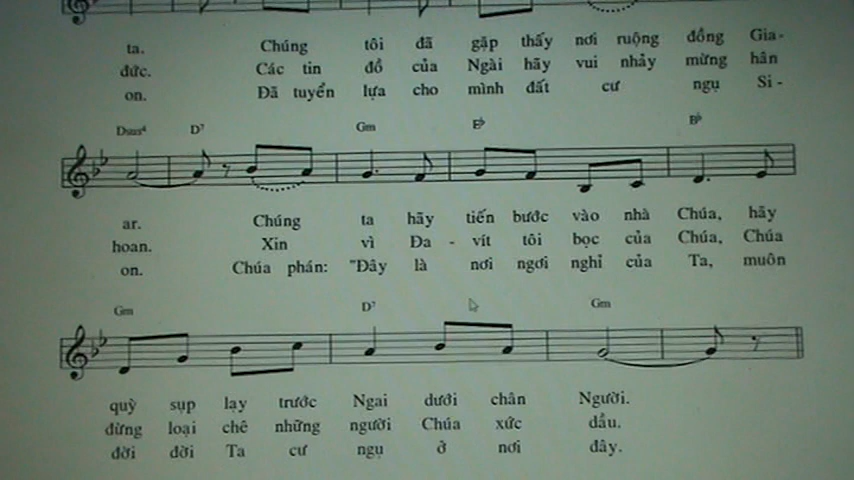 ta. Chúng tôi đã gặp thấy nơi ruộng đồng Gia-
đức. Các tin đồ của Ngài hãy vui nhảy mừng hân
on. Đã tuyển lựa cho mình đất cư ngụ Si-
Dsus4 D7 Gm Eb Bb
ar. Chúng ta hãy tiến bước vào nhà Chúa, hãy
hoan. Xin vì Đa - vít tôi bọc của Chúa, Chúa
on. Chúa phán: "Đây là nơi ngơi nghỉ của Ta, muôn
Gm D7 Gm
quỳ sụp lạy trước Ngai dưới chân Người.
đừng loại chê những người Chúa xức dầu.
đời đời Ta cư ngụ ở nơi đây.